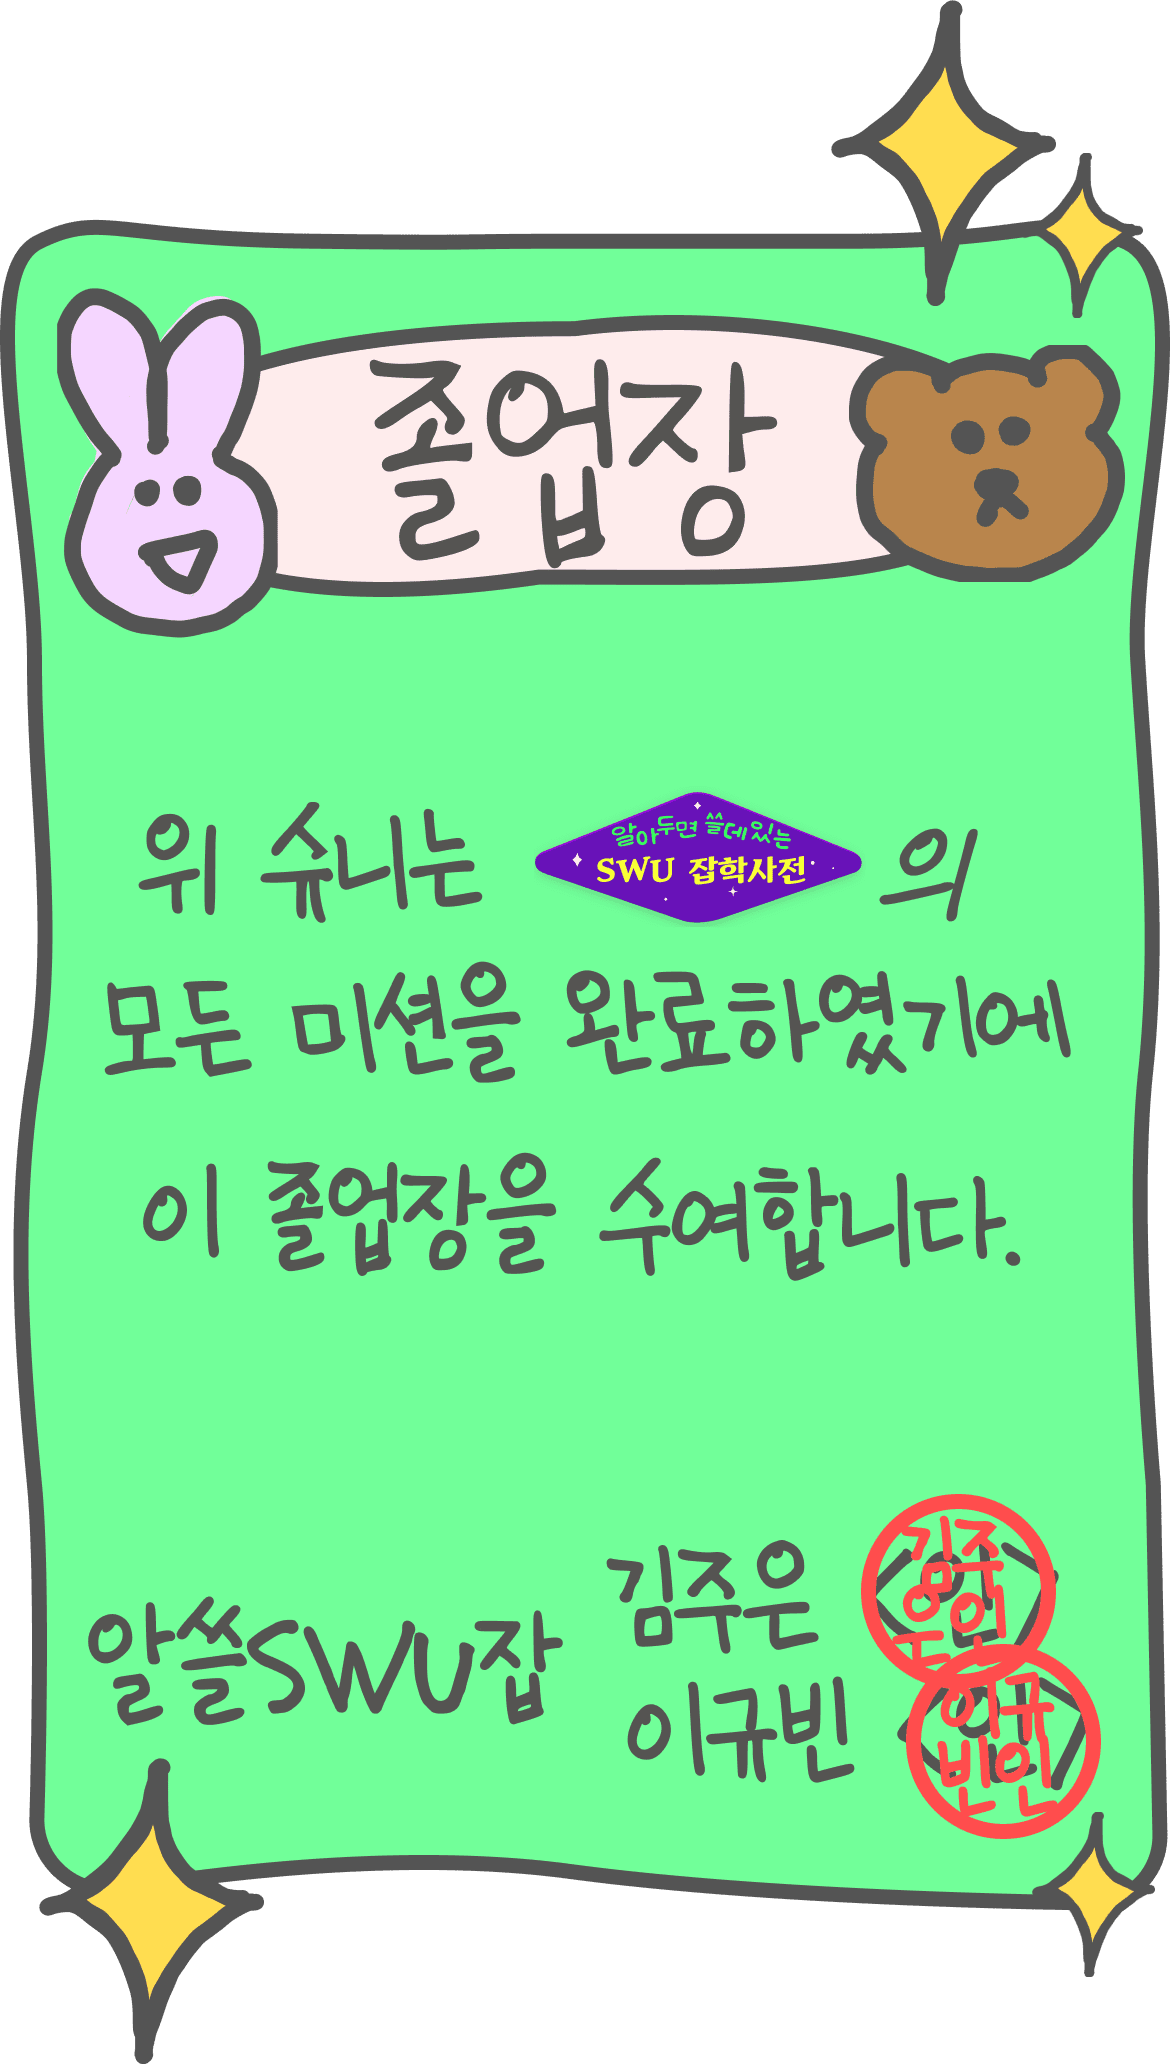 졸업장
위 슈니는 알아두면 쓸데있는 SWU 잡학사전 의
모든 미션을 완료하였기에
이 졸업장을 수여합니다.
알쓸SWU잡
김주은 (인)
김주은인
이규빈 (인)
이규빈인